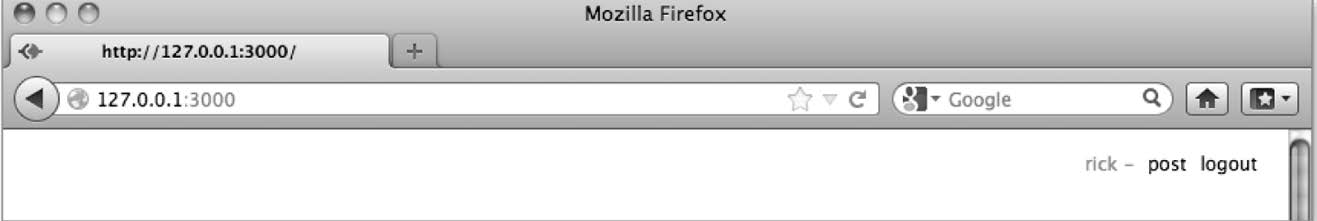 Mozilla Firefox
http://127.0.0.1:3000/
127.0.0.1:3000
Google
rick – post logout